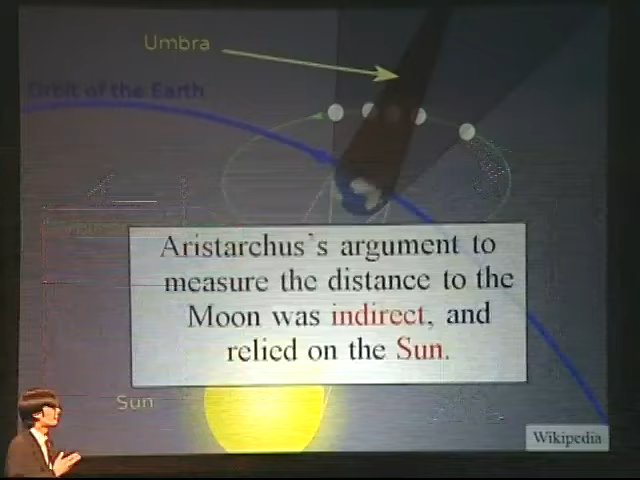 Umbra
Orbit of the Earth
Aristarchus's argument to
measure the distance to the
Moon was indirect, and
relied on the Sun.
Sun
Wikipedia